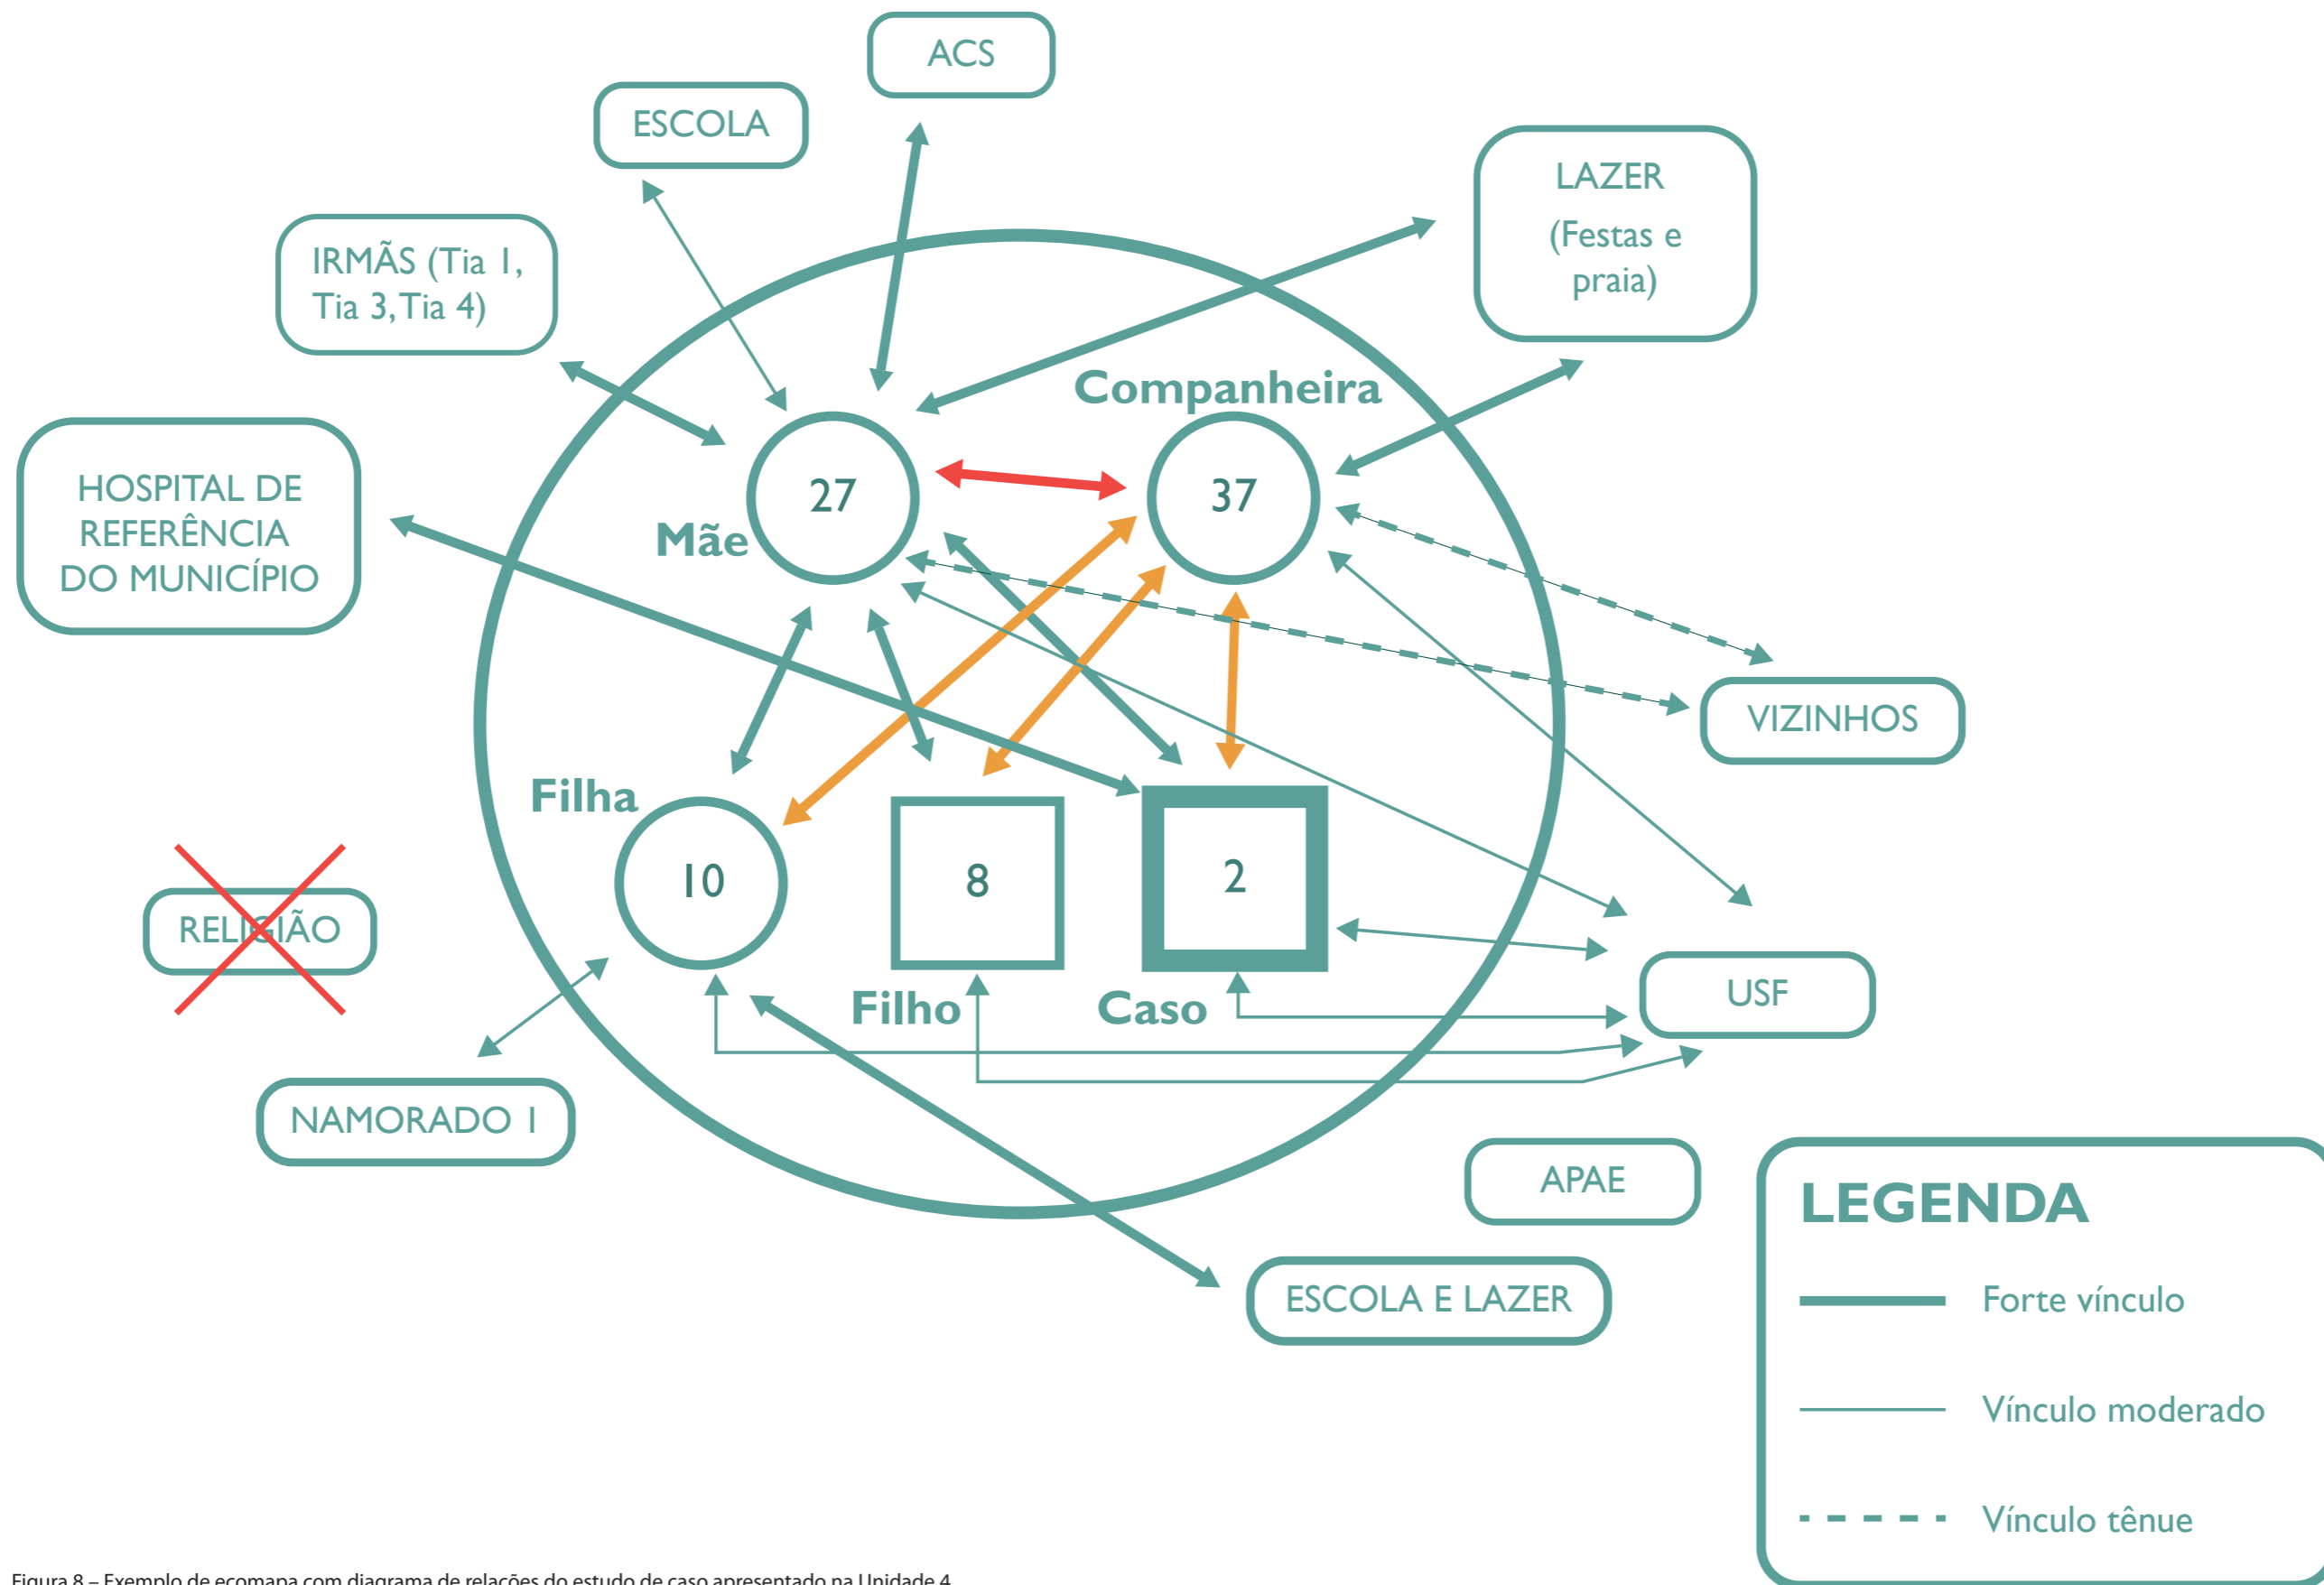 ACS
ESCOLA
LAZER
(Festas e
praia)
IRMÃS (Tia 1,
Tia 3, Tia 4)
Companheira
HOSPITAL DE
REFERÊNCIA
DO MUNICÍPIO
27
37
Mãe
VIZINHOS
Filha
10
8
2
RELIGIÃO
Filho
Caso
USF
NAMORADO 1
APAE
ESCOLA E LAZER
LEGENDA
Forte vínculo
Vínculo moderado
Vínculo tênue
Figura 8 – Exemplo de ecomapa com diagrama de relações do estudo de caso apresentado na Unidade 4